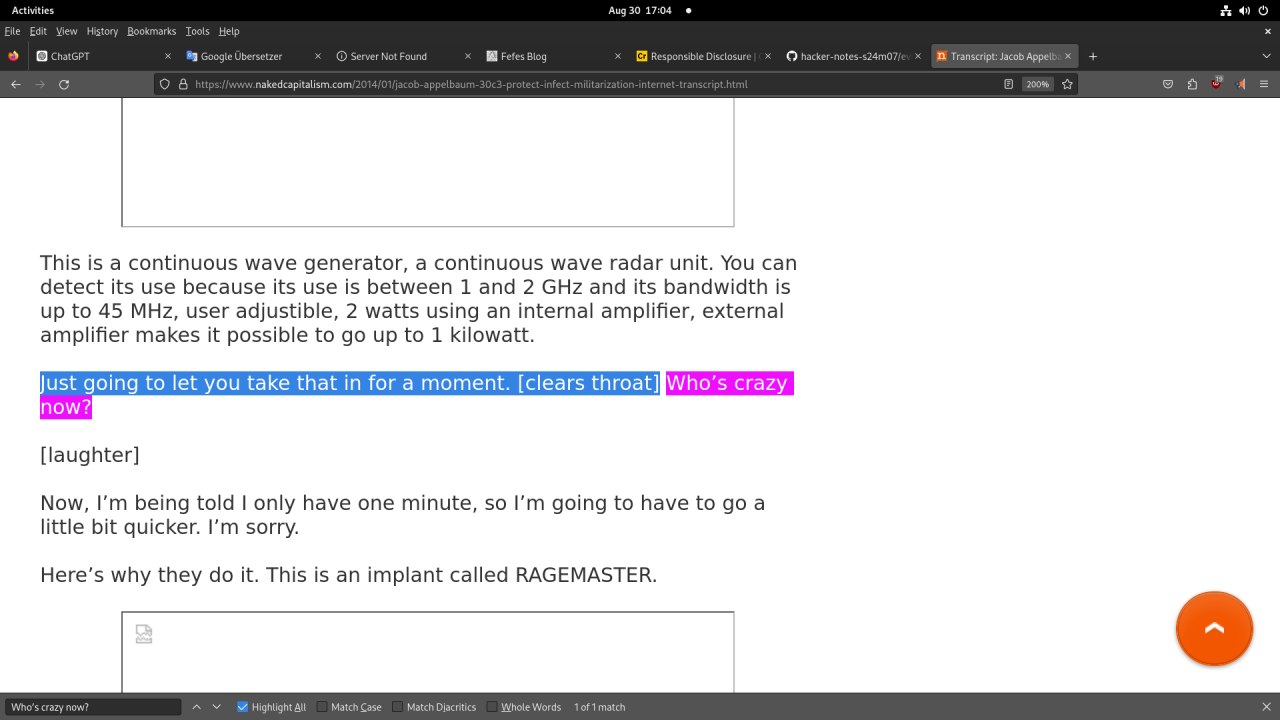 Activities
Aug 30 17:04
File Edit View History Bookmarks Tools Help
ChatGPT
Google Übersetzer
Server Not Found
Fefes Blog
Responsible Disclosure |
hacker-notes-s24m07/ev
Transcript: Jacob Appelba
https://www.nakedcapitalism.com/2014/01/jacob-appelbaum-30c3-protect-infect-militarization-internet-transcript.html
200%
19
This is a continuous wave generator, a continuous wave radar unit. You can
detect its use because its use is between 1 and 2 GHz and its bandwidth is
up to 45 MHz, user adjustible, 2 watts using an internal amplifier, external
amplifier makes it possible to go up to 1 kilowatt.
Just going to let you take that in for a moment. [clears throat] Who’s crazy
now?
[laughter]
Now, I’m being told I only have one minute, so I’m going to have to go a
little bit quicker. I’m sorry.
Here’s why they do it. This is an implant called RAGEMASTER.
Who's crazy now?
Highlight All
Match Case
Match Diacritics
Whole Words
1 of 1 match